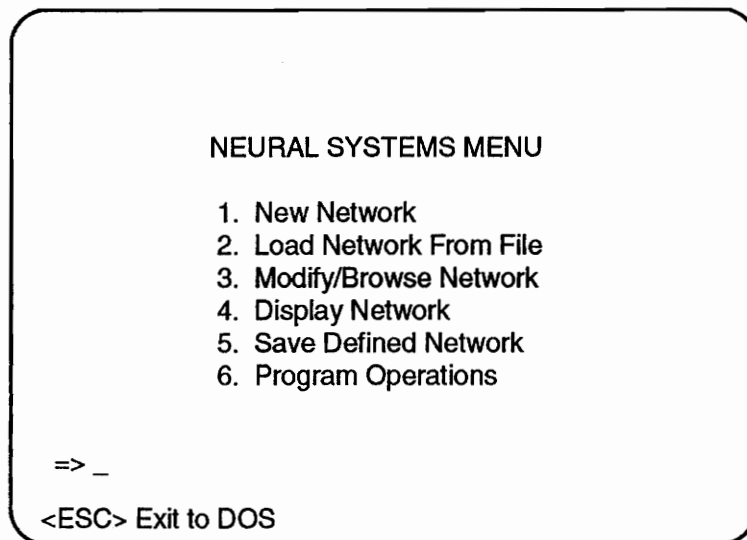 NEURAL SYSTEMS MENU
1. New Network
2. Load Network From File
3. Modify/Browse Network
4. Display Network
5. Save Defined Network
6. Program Operations
=> _
<ESC> Exit to DOS